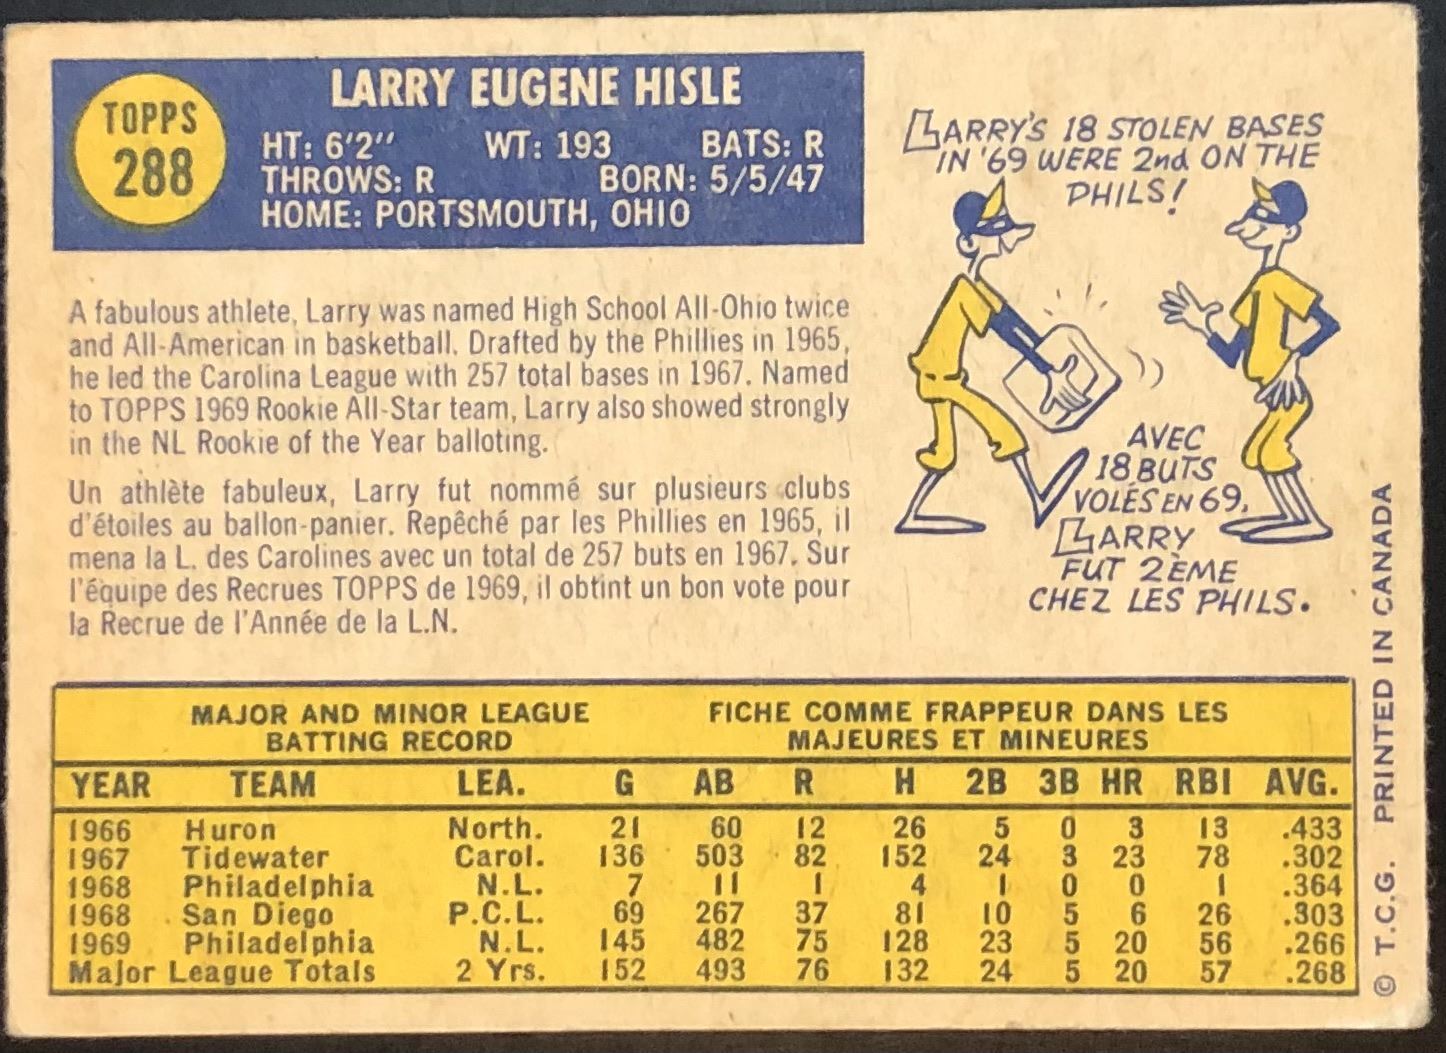 TOPPS
288
LARRY EUGENE HISLE
HT: 6'2" WT: 193 BATS: R
THROWS: R BORN: 5/5/47
HOME: PORTSMOUTH, OHIO
A fabulous athlete, Larry was named High School All-Ohio twice
and All-American in basketball. Drafted by the Phillies in 1965,
he led the Carolina League with 257 total bases in 1967. Named
to TOPPS 1969 Rookie All-Star team, Larry also showed strongly
in the NL Rookie of the Year balloting.
Un athlète fabuleux, Larry fut nommé sur plusieurs clubs
d'étoiles au ballon-panier. Repêché par les Phillies en 1965, il
mena la L. des Carolines avec un total de 257 buts en 1967. Sur
l'équipe des Recrues TOPPS de 1969, il obtint un bon vote pour
la Recrue de l'Année de la L.N.
LARRY'S 18 STOLEN BASES
IN '69 WERE 2nd ON THE
PHILS!
AVEC
18 BUTS
VOLÉS EN 69,
LARRY
FUT 2ÈME
CHEZ LES PHILS.
MAJOR AND MINOR LEAGUE
BATTING RECORD
FICHE COMME FRAPPEUR DANS LES
MAJEURES ET MINEURES
YEAR TEAM LEA. G AB R H 2B 3B HR RBI AVG.
1966 Huron North. 21 60 12 26 5 0 3 13 .433
1967 Tidewater Carol. 136 503 82 152 24 3 23 78 .302
1968 Philadelphia N.L. 7 11 1 4 1 0 0 1 .364
1968 San Diego P.C.L. 69 267 37 81 10 5 6 26 .303
1969 Philadelphia N.L. 145 482 75 128 23 5 20 56 .266
Major League Totals 2 Yrs. 152 493 76 132 24 5 20 57 .268
© T.C.G. PRINTED IN CANADA